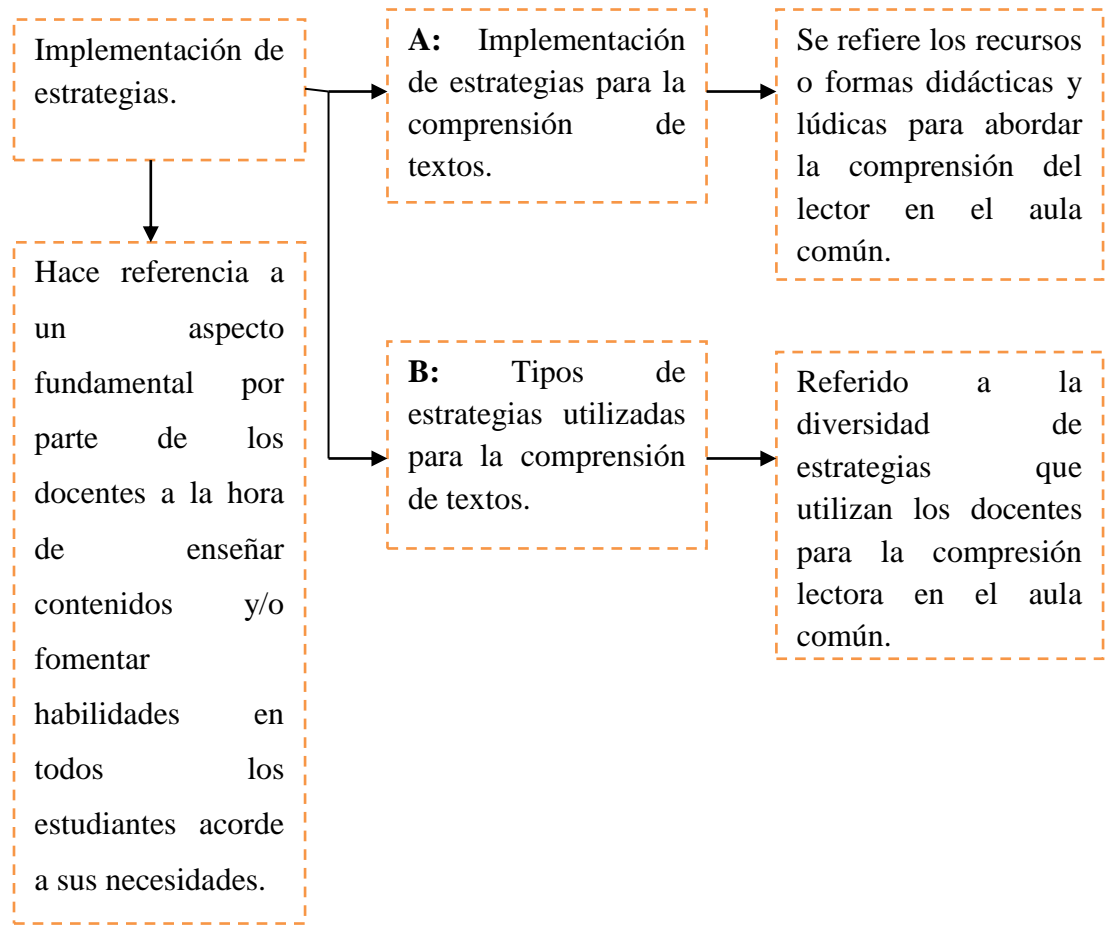 Implementación de
estrategias.
Hace referencia a
un aspecto
fundamental por
parte de los
docentes a la hora
de enseñar
contenidos y/o
fomentar
habilidades en
todos los
estudiantes acorde
a sus necesidades.
A: Implementación
de estrategias para la
comprensión de
textos.
Se refiere los recursos
o formas didácticas y
lúdicas para abordar
la comprensión del
lector en el aula
común.
B: Tipos de
estrategias utilizadas
para la comprensión
de textos.
Referido a la
diversidad de
estrategias que
utilizan los docentes
para la compresión
lectora en el aula
común.